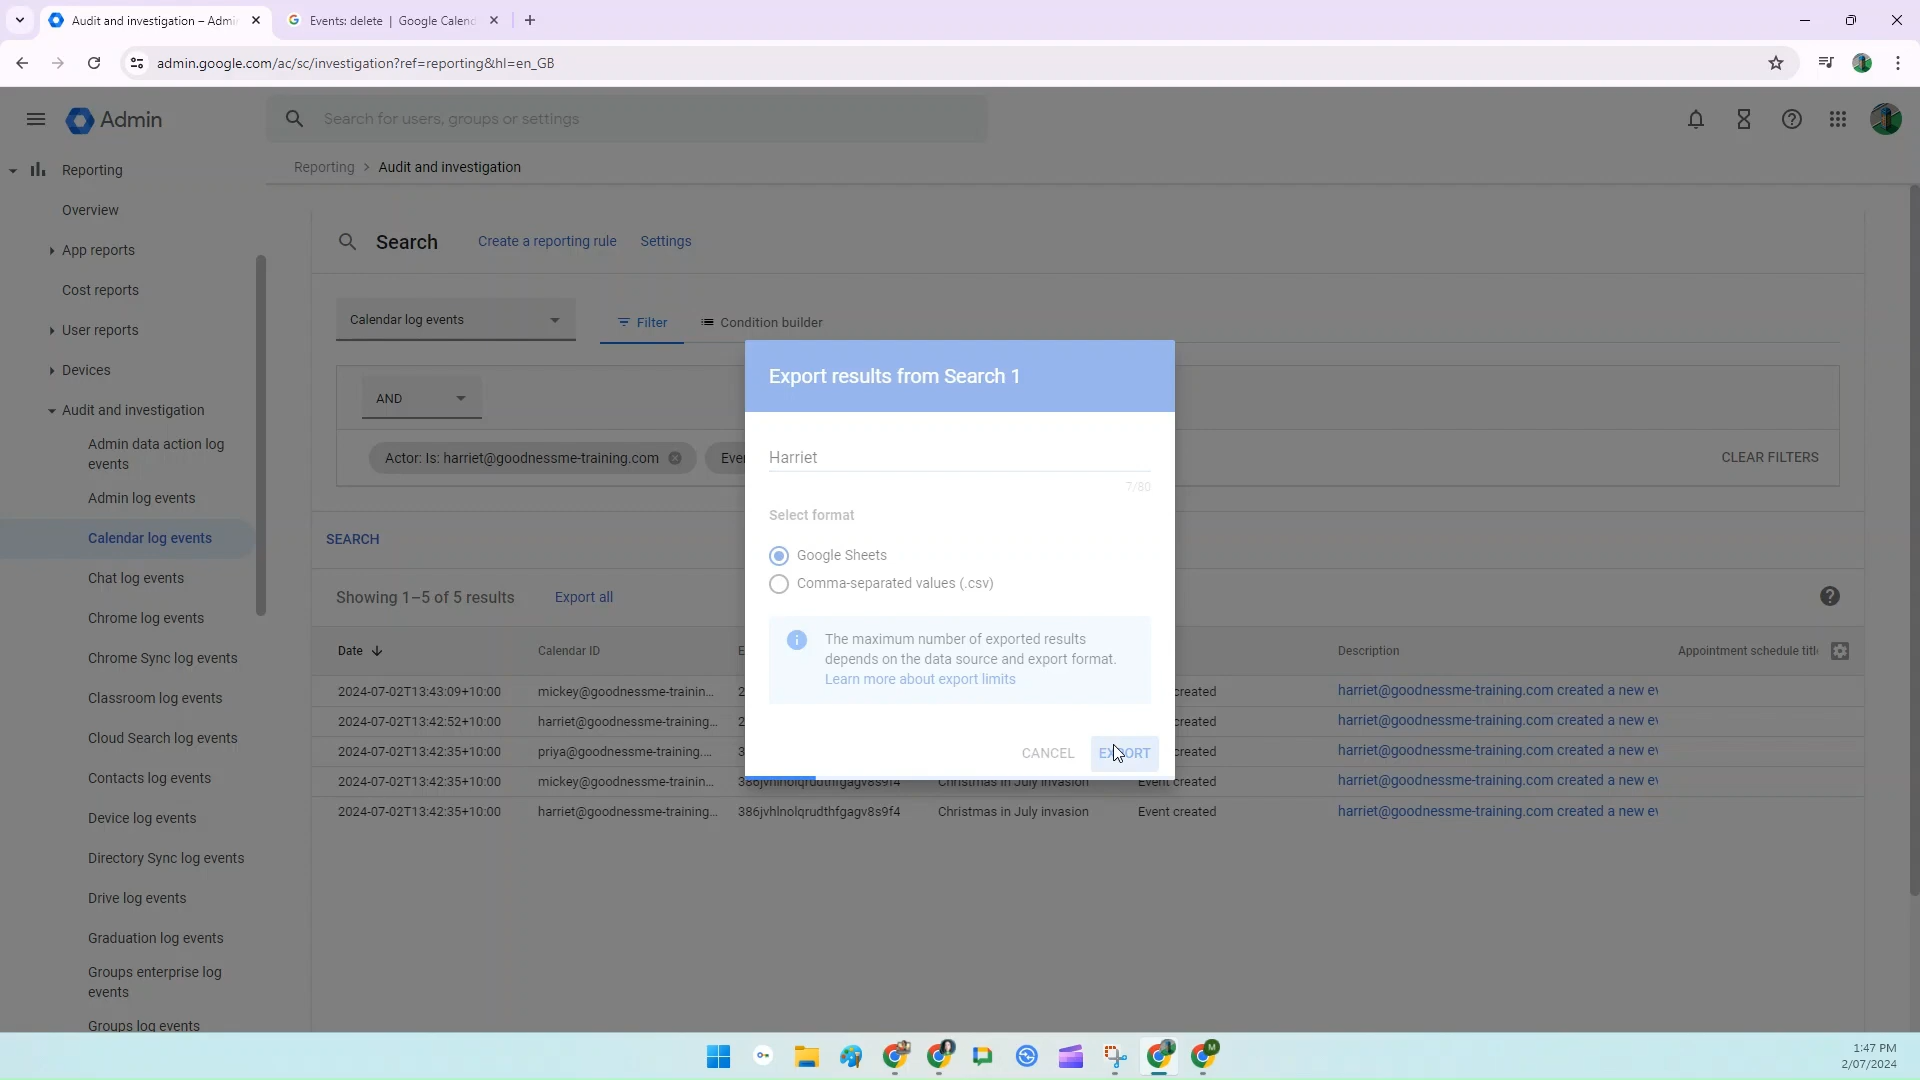 Audit and investigation – Admi
Events: delete | Google Calend
admin.google.com/ac/sc/investigation?ref=reporting&hl=en_GB
Admin
Search for users, groups or settings
Reporting
Overview
App reports
Cost reports
User reports
Devices
Audit and investigation
Admin data action log
events
Admin log events
Calendar log events
Chat log events
Chrome log events
Chrome Sync log events
Classroom log events
Cloud Search log events
Contacts log events
Device log events
Directory Sync log events
Drive log events
Graduation log events
Groups enterprise log
events
Groups log events
Reporting > Audit and investigation
Search Create a reporting rule Settings
Calendar log events Filter Condition builder
AND
Actor: Is: harriet@goodnessme-training.com Eve CLEAR FILTERS
SEARCH
Showing 1–5 of 5 results Export all
Date Calendar ID E Description Appointment schedule titl
2024-07-02T13:43:09+10:00 mickey@goodnessme-trainin... 2 created harriet@goodnessme-training.com created a new ev
2024-07-02T13:42:52+10:00 harriet@goodnessme-training... 2 created harriet@goodnessme-training.com created a new ev
2024-07-02T13:42:35+10:00 priya@goodnessme-training.... 3 created harriet@goodnessme-training.com created a new ev
2024-07-02T13:42:35+10:00 mickey@goodnessme-trainin... 386jvhlnolqrudthfgagv8s9f4 Christmas in July invasion Event created harriet@goodnessme-training.com created a new ev
2024-07-02T13:42:35+10:00 harriet@goodnessme-training... 386jvhlnolqrudthfgagv8s9f4 Christmas in July invasion Event created harriet@goodnessme-training.com created a new ev
Export results from Search 1
Harriet
7/80
Select format
Google Sheets
Comma-separated values (.csv)
The maximum number of exported results
depends on the data source and export format.
Learn more about export limits
CANCEL EXPORT
M
1:47 PM
2/07/2024